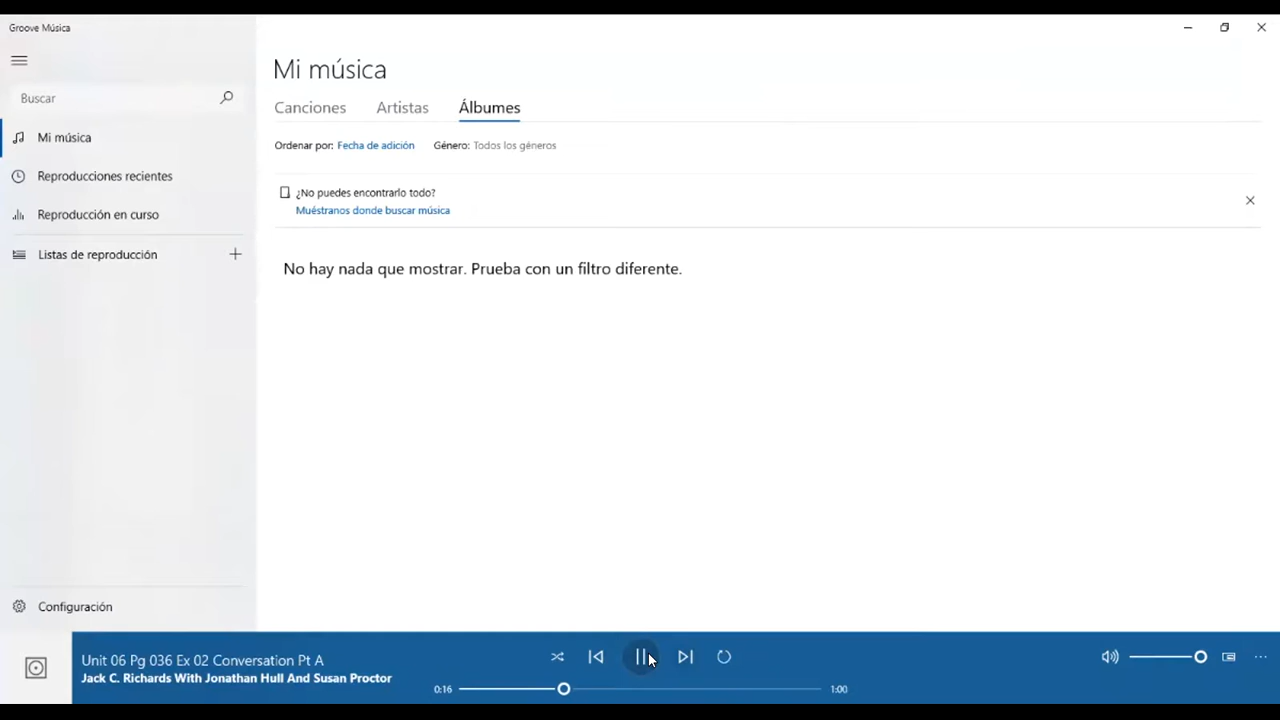 Groove Música
Buscar
Mi música
Reproducciones recientes
Reproducción en curso
Listas de reproducción
Configuración
Mi música
Canciones Artistas Álbumes
Ordenar por: Fecha de adición Género: Todos los géneros
¿No puedes encontrarlo todo?
Muéstranos donde buscar música
No hay nada que mostrar. Prueba con un filtro diferente.
Unit 06 Pg 036 Ex 02 Conversation Pt A
Jack C. Richards With Jonathan Hull And Susan Proctor
0:16 1:00